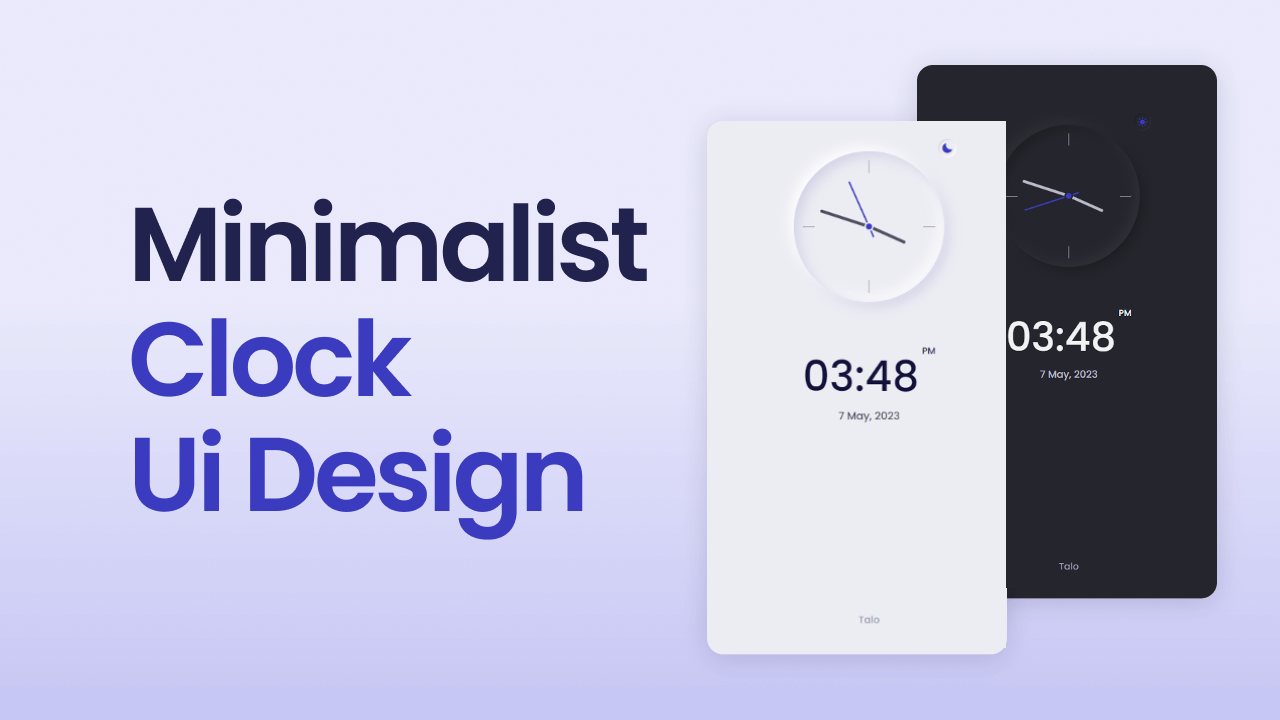 Minimalist
Clock
Ui Design
PM
03:48
7 May, 2023
Talo
PM
03:48
7 May, 2023
Talo